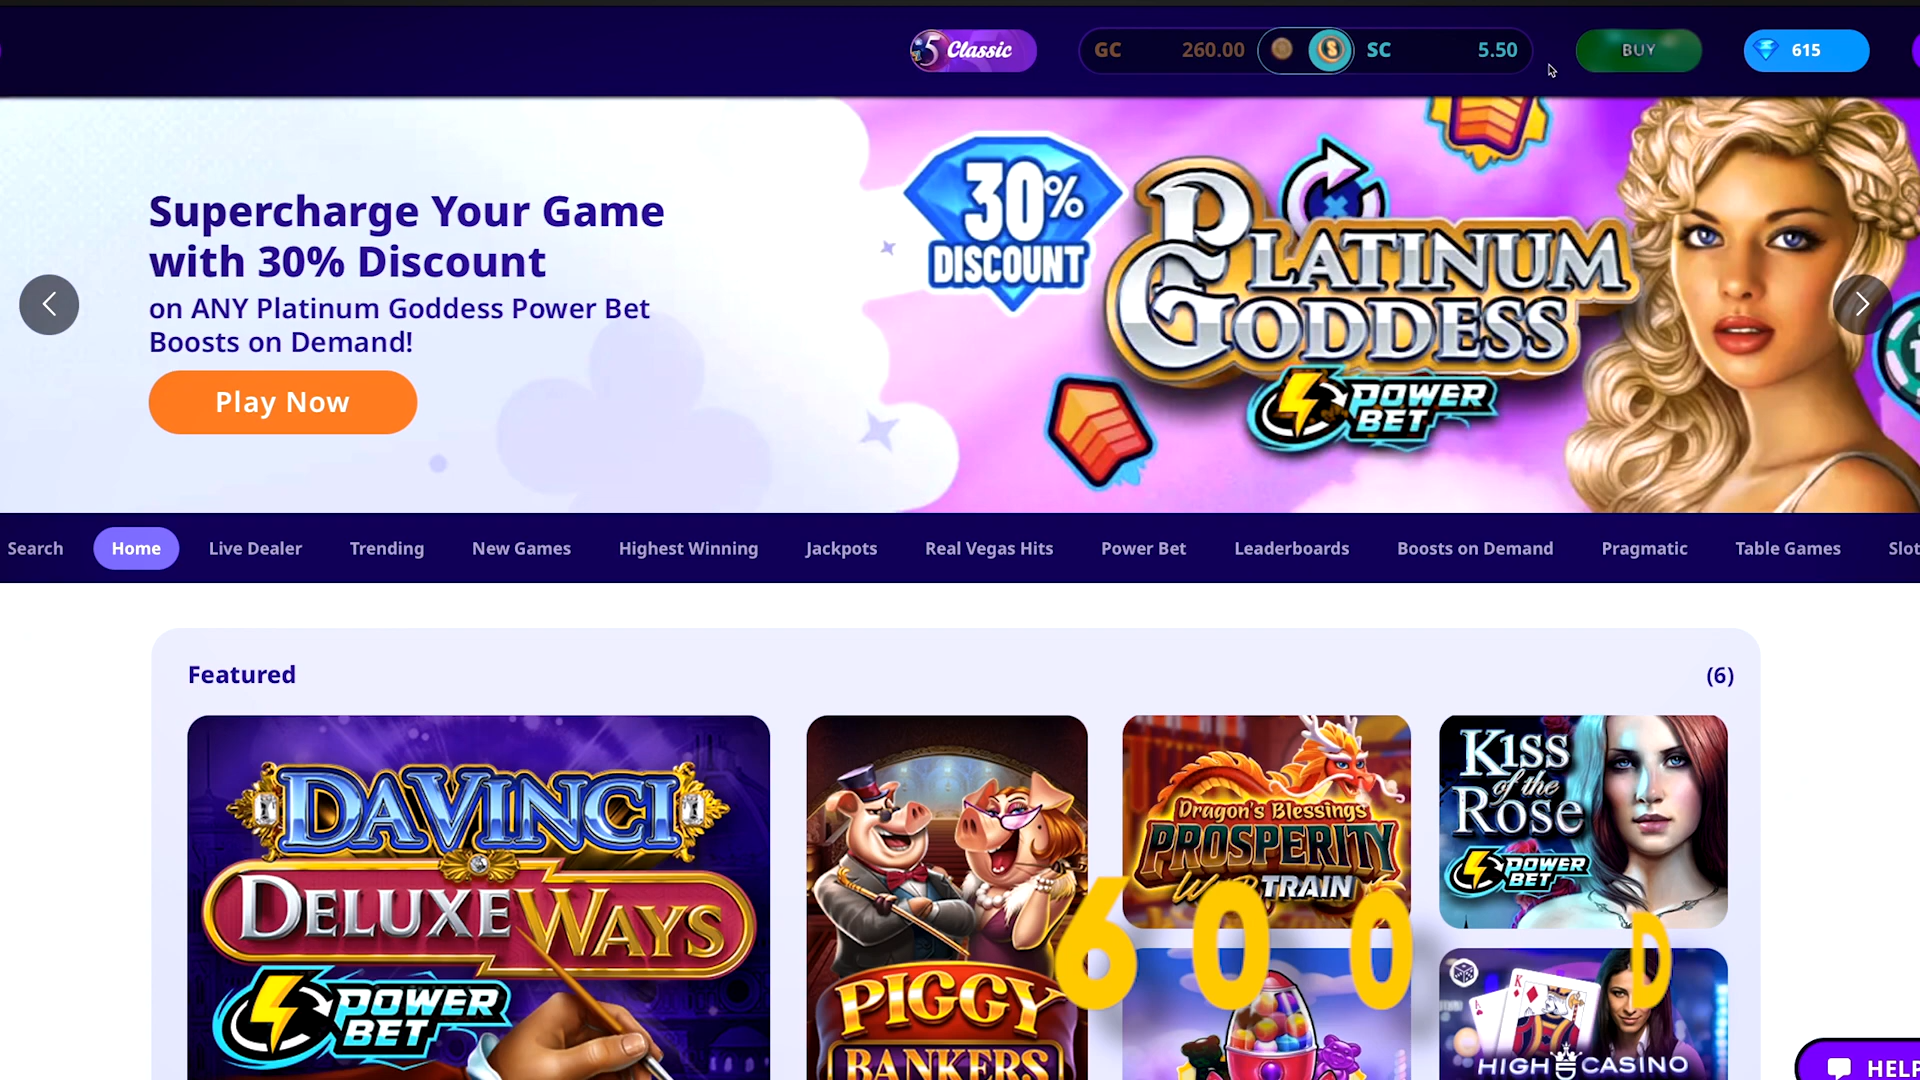 5 Classic
GC 260.00 S SC 5.50
BUY
615
Supercharge Your Game
with 30% Discount
on ANY Platinum Goddess Power Bet
Boosts on Demand!
Play Now
30%
DISCOUNT
PLATINUM
GODDESS
POWER
BET
Search Home Live Dealer Trending New Games Highest Winning Jackpots Real Vegas Hits Power Bet Leaderboards Boosts on Demand Pragmatic Table Games Slot
Featured
(6)
DAVINCI
DELUXE WAYS
POWER
BET
PIGGY
BANKERS
Dragon's Blessings
PROSPERITY
TRAIN
Kiss
of the
Rose
POWER
BET
600 D
K
HIGH 5 CASINO
HELP